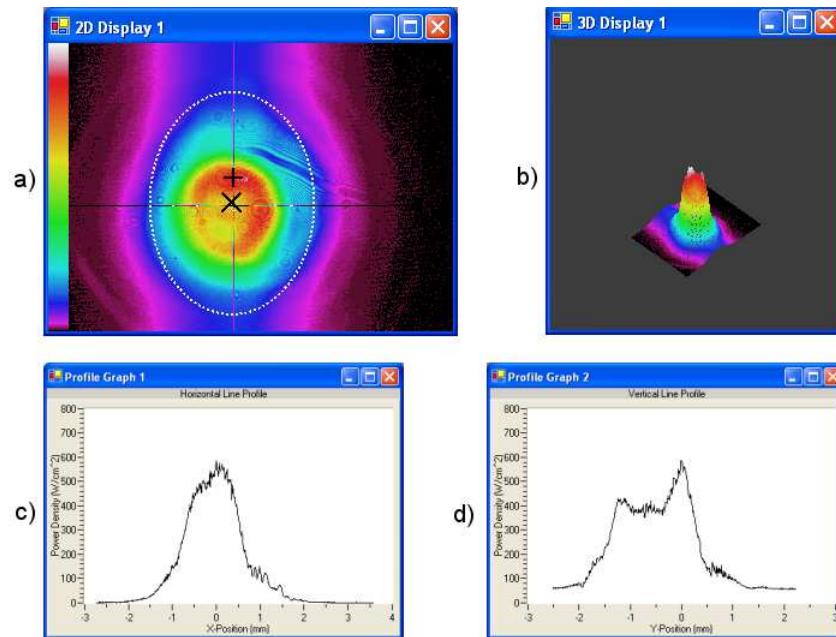 2D Display 1
3D Display 1
a)
b)
Profile Graph 1
Horizontal Line Profile
Power Density [W/cm^2]
800
700
600
500
400
300
200
100
0
-3
-2
-1
0
1
2
3
4
X-Position [mm]
c)
Profile Graph 2
Vertical Line Profile
Power Density [W/cm^2]
800
700
600
500
400
300
200
100
0
-3
-2
-1
0
1
2
3
Y-Position [mm]
d)